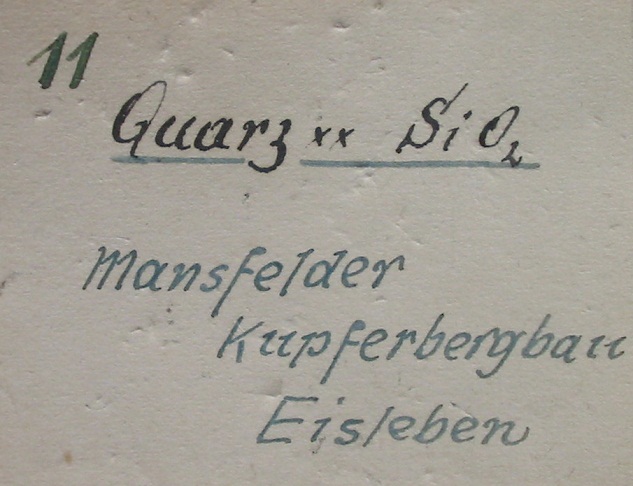 11
Quarz xx SiO₂
Mansfelder
Kupferbergbau
Eisleben